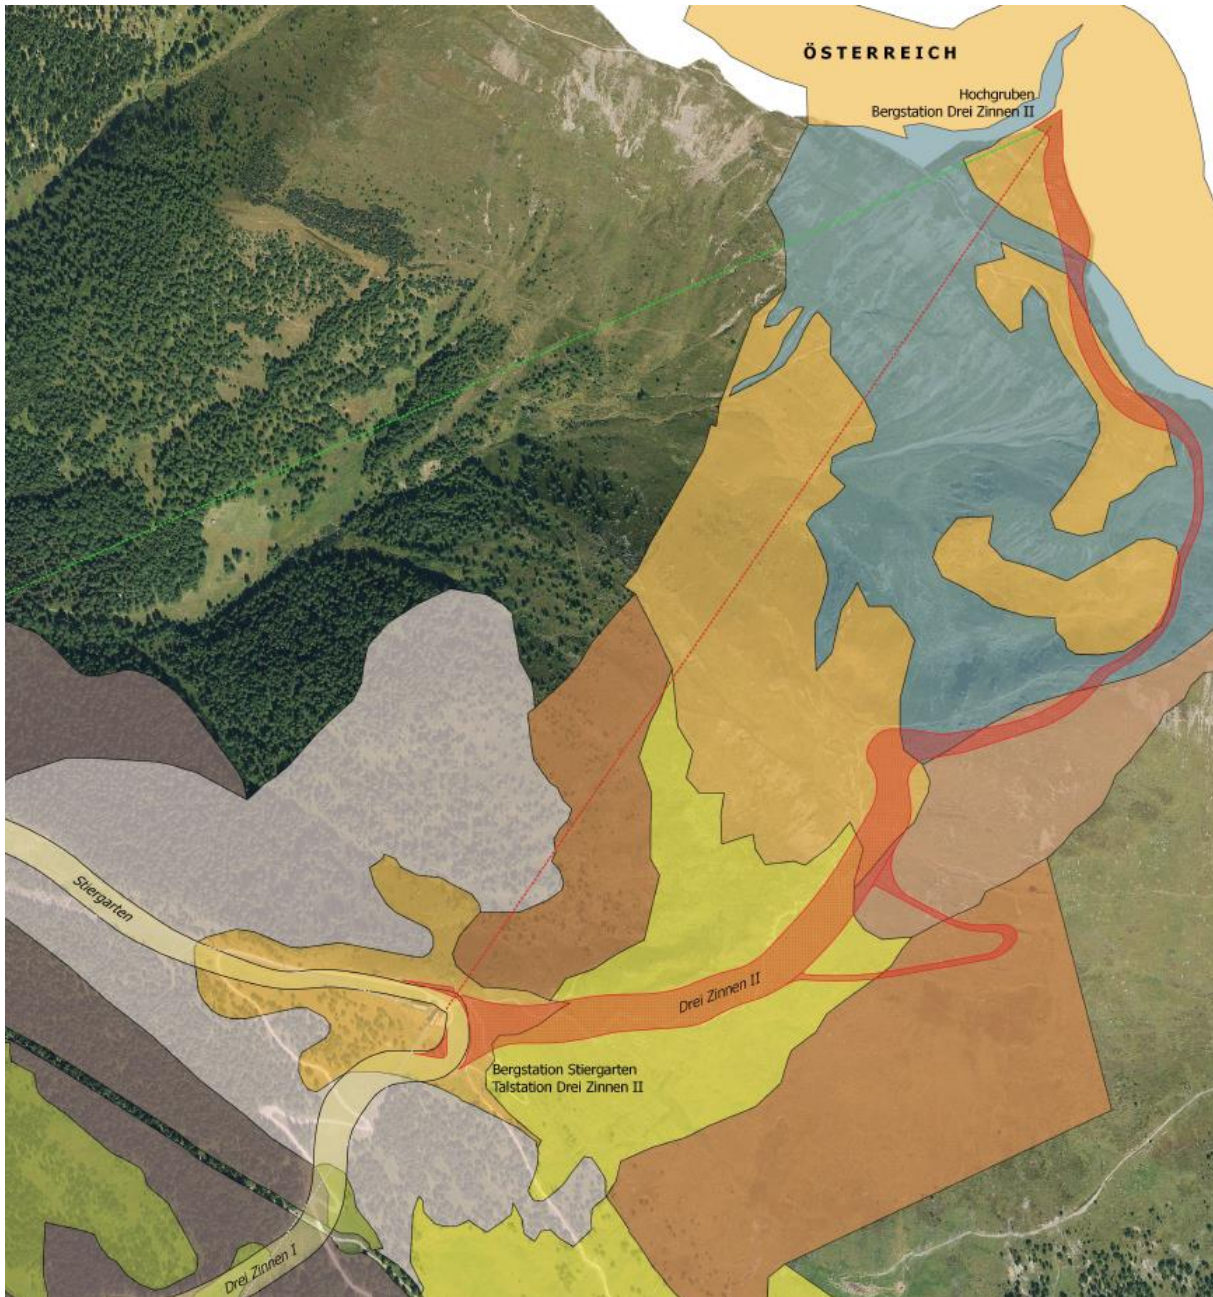 ÖSTERREICH
Hochgruben
Bergstation Drei Zinnen II
Stiergarten
Drei Zinnen II
Bergstation Stiergarten
Talstation Drei Zinnen II
Drei Zinnen I